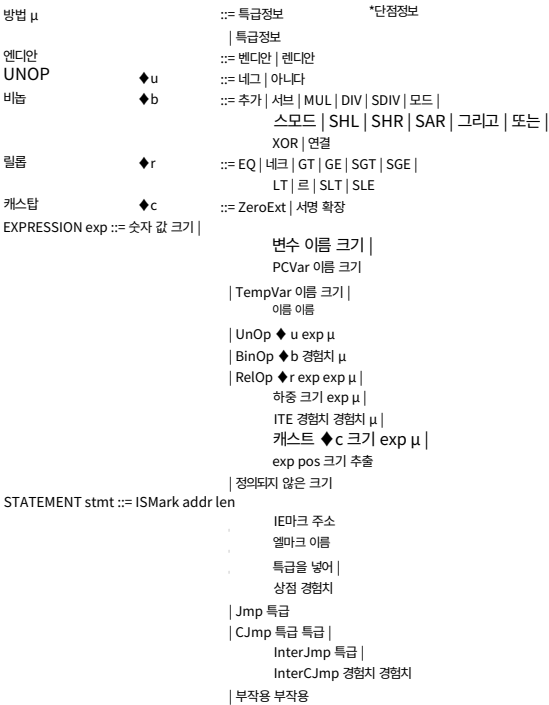 방법 µ ::= 특급정보 *단점정보
| 특급정보
엔디안 ::= 벤디안 | 렌디안
UNOP ♦u ::= 네그 | 아니다
비놉 ♦b ::= 추가 | 서브 | MUL | DIV | SDIV | 모드 |
스모드 | SHL | SHR | SAR | 그리고 | 또는 |
XOR | 연결
릴롭 ♦r ::= EQ | 네크 | GT | GE | SGT | SGE |
LT | 르 | SLT | SLE
캐스탑 ♦c ::= ZeroExt | 서명 확장
EXPRESSION exp ::= 숫자 값 크기 |
변수 이름 크기 |
PCVar 이름 크기
| TempVar 이름 크기 |
이름 이름
| UnOp ♦ u exp µ
| BinOp ♦b 경험치 µ
| RelOp ♦r exp exp µ |
하중 크기 exp µ |
ITE 경험치 경험치 µ |
캐스트 ♦c 크기 exp µ |
exp pos 크기 추출
| 정의되지 않은 크기
STATEMENT stmt ::= ISMark addr len
IE마크 주소
엘마크 이름
특급을 넣어 |
상점 경험치
| Jmp 특급
| CJmp 특급 특급 |
InterJmp 특급 |
InterCJmp 경험치 경험치
| 부작용 부작용